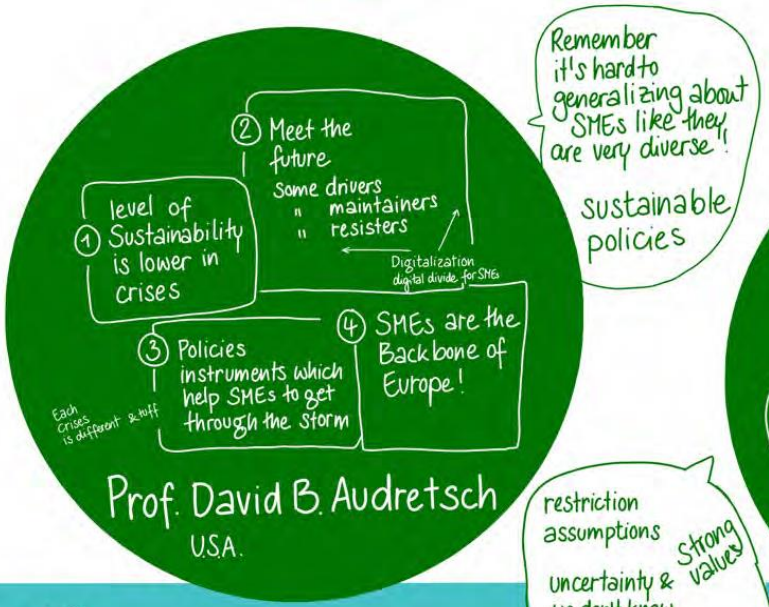 ① level of
Sustainability
is lower in
crises
② Meet the
future
Some drivers
" maintainers
" resisters
Digitalization
digital divide for SMEs
③ Policies
instruments which
help SMEs to get
through the storm
Each
crises
is different & tuff
④ SMEs are the
Backbone of
Europe!
Prof. David B. Audretsch
U.S.A.
Remember
it's hard to
generalizing about
SMEs like they
are very diverse!
sustainable
policies
restriction
assumptions
Strong
values
uncertainty &